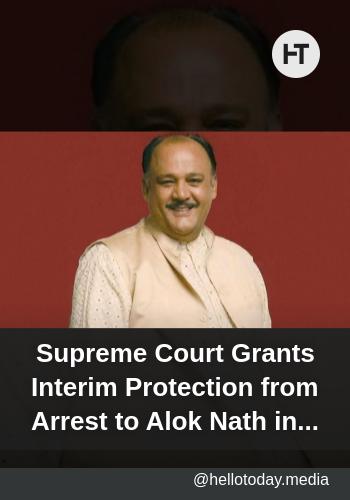 HT
Supreme Court Grants
Interim Protection from
Arrest to Alok Nath in...
@hellotoday.media